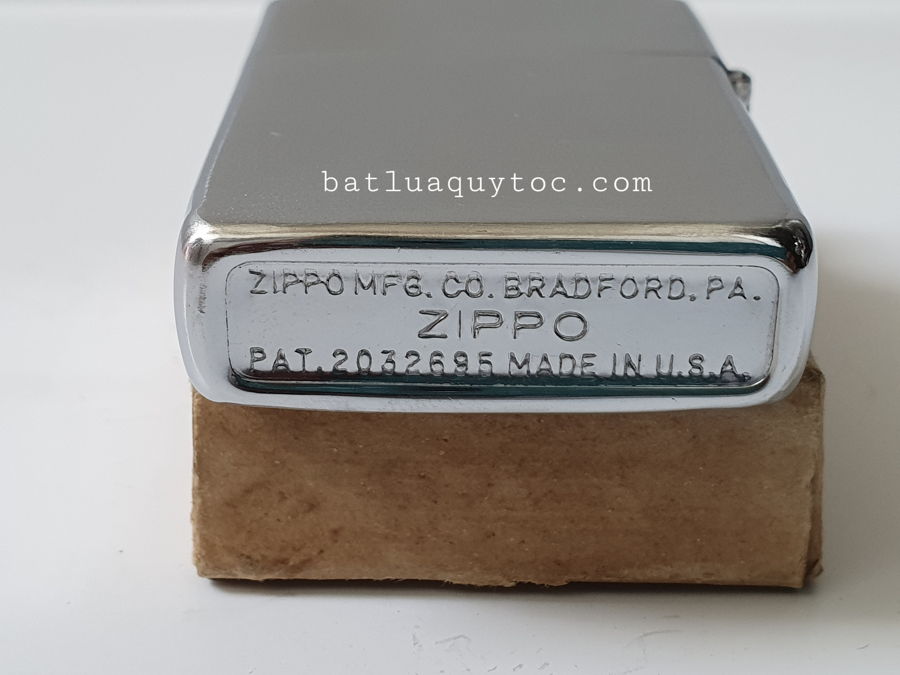 batluaquytoc.com
ZIPPO MFG. CO. BRADFORD, PA.
ZIPPO
PAT. 2032695 MADE IN U.S.A.